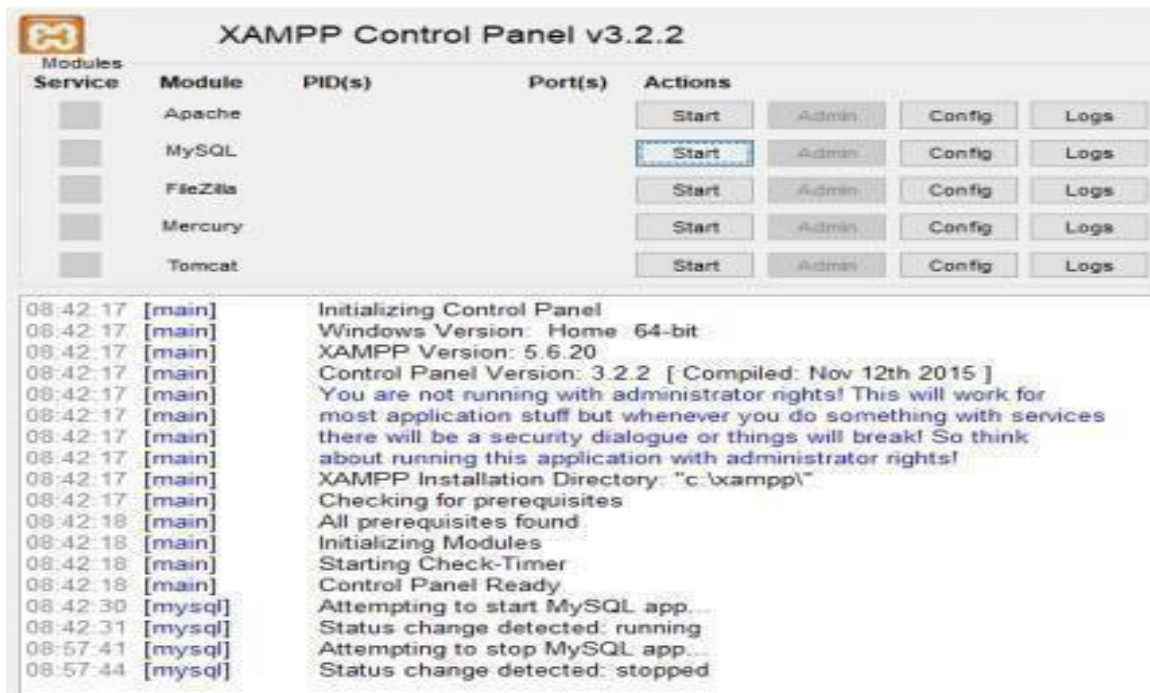 XAMPP Control Panel v3.2.2
Modules
Service Module PID(s) Port(s) Actions
Apache Start Admin Config Logs
MySQL Start Admin Config Logs
FileZilla Start Admin Config Logs
Mercury Start Admin Config Logs
Tomcat Start Admin Config Logs
08:42:17 [main] Initializing Control Panel
08:42:17 [main] Windows Version: Home 64-bit
08:42:17 [main] XAMPP Version: 5.6.20
08:42:17 [main] Control Panel Version: 3.2.2 [ Compiled: Nov 12th 2015 ]
08:42:17 [main] You are not running with administrator rights! This will work for
08:42:17 [main] most application stuff but whenever you do something with services
08:42:17 [main] there will be a security dialogue or things will break! So think
08:42:17 [main] about running this application with administrator rights!
08:42:17 [main] XAMPP Installation Directory: "c:\xampp\"
08:42:17 [main] Checking for prerequisites
08:42:18 [main] All prerequisites found
08:42:18 [main] Initializing Modules
08:42:18 [main] Starting Check-Timer
08:42:18 [main] Control Panel Ready
08:42:30 [mysql] Attempting to start MySQL app...
08:42:31 [mysql] Status change detected: running
08:57:41 [mysql] Attempting to stop MySQL app...
08:57:44 [mysql] Status change detected: stopped